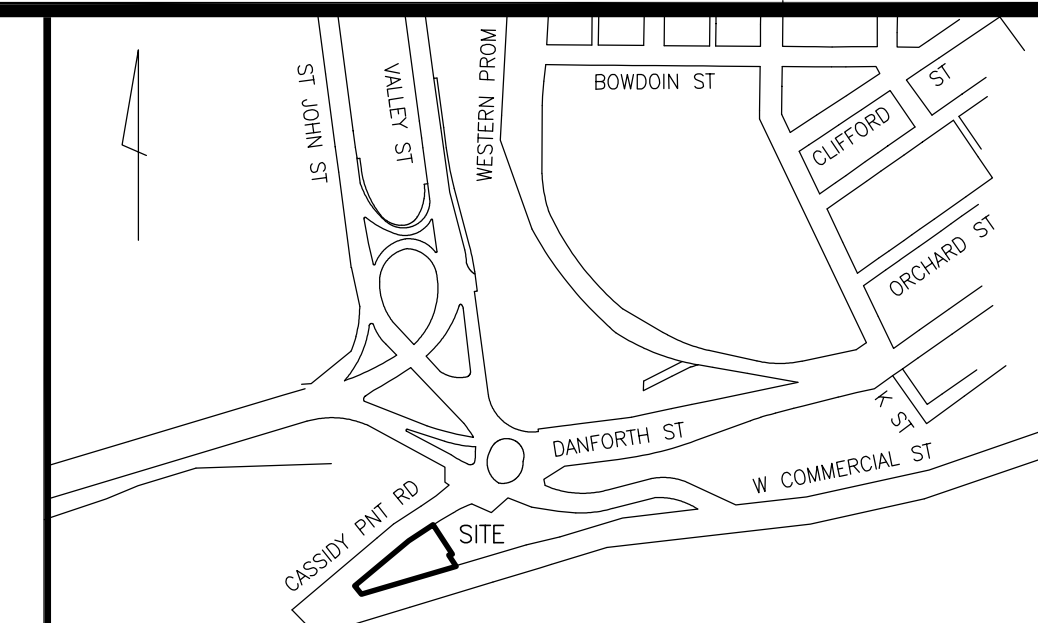 ST JOHN ST
VALLEY ST
WESTERN PROM
BOWDOIN ST
ST
CLIFFORD
ORCHARD ST
K ST
DANFORTH ST
W COMMERCIAL ST
CASSIDY PNT RD
SITE